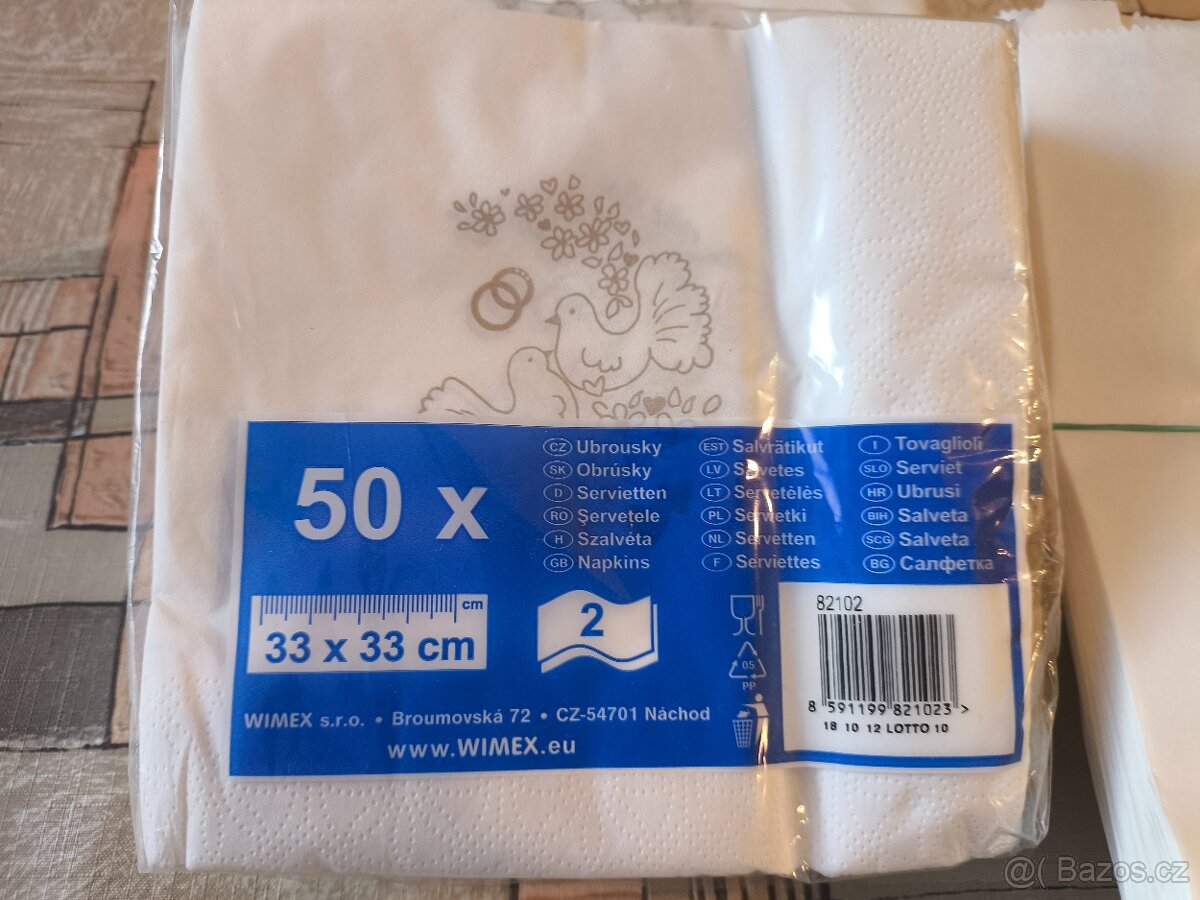 50 x
CZ Ubrousky
SK Obrúsky
D Servietten
RO Şerveţele
H Szalvéta
GB Napkins
EST Salvrätikut
LV Salvetes
LT Servetėlės
PL Serwetki
NL Servetten
F Serviettes
I Tovaglioli
SLO Serviet
HR Ubrusi
BIH Salveta
SCG Salveta
BG Салфетка
cm
33 x 33 cm
2
05
PP
82102
8 591199 821023 >
18 10 12 LOTTO 10
WIMEX s.r.o. • Broumovská 72 • CZ-54701 Náchod
www.WIMEX.eu
@( Bazos.cz